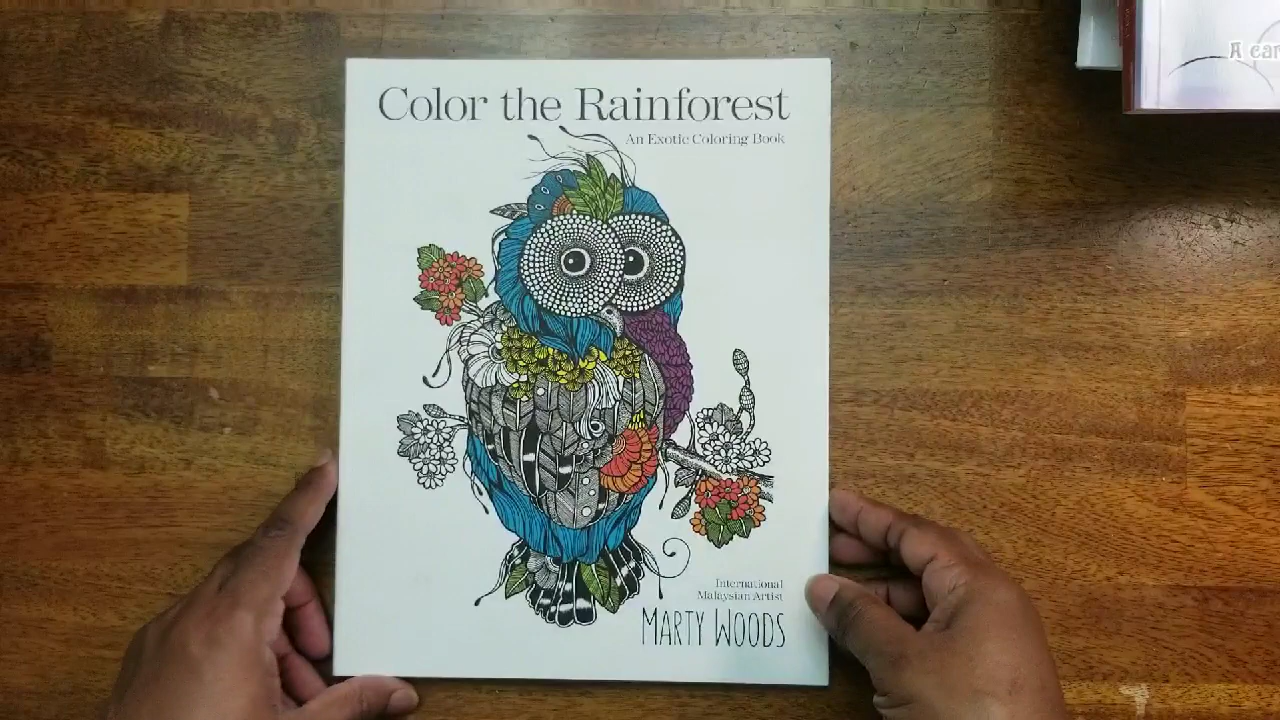 Color the Rainforest
An Exotic Coloring Book
International
Malaysian Artist
MARTY WOODS
A